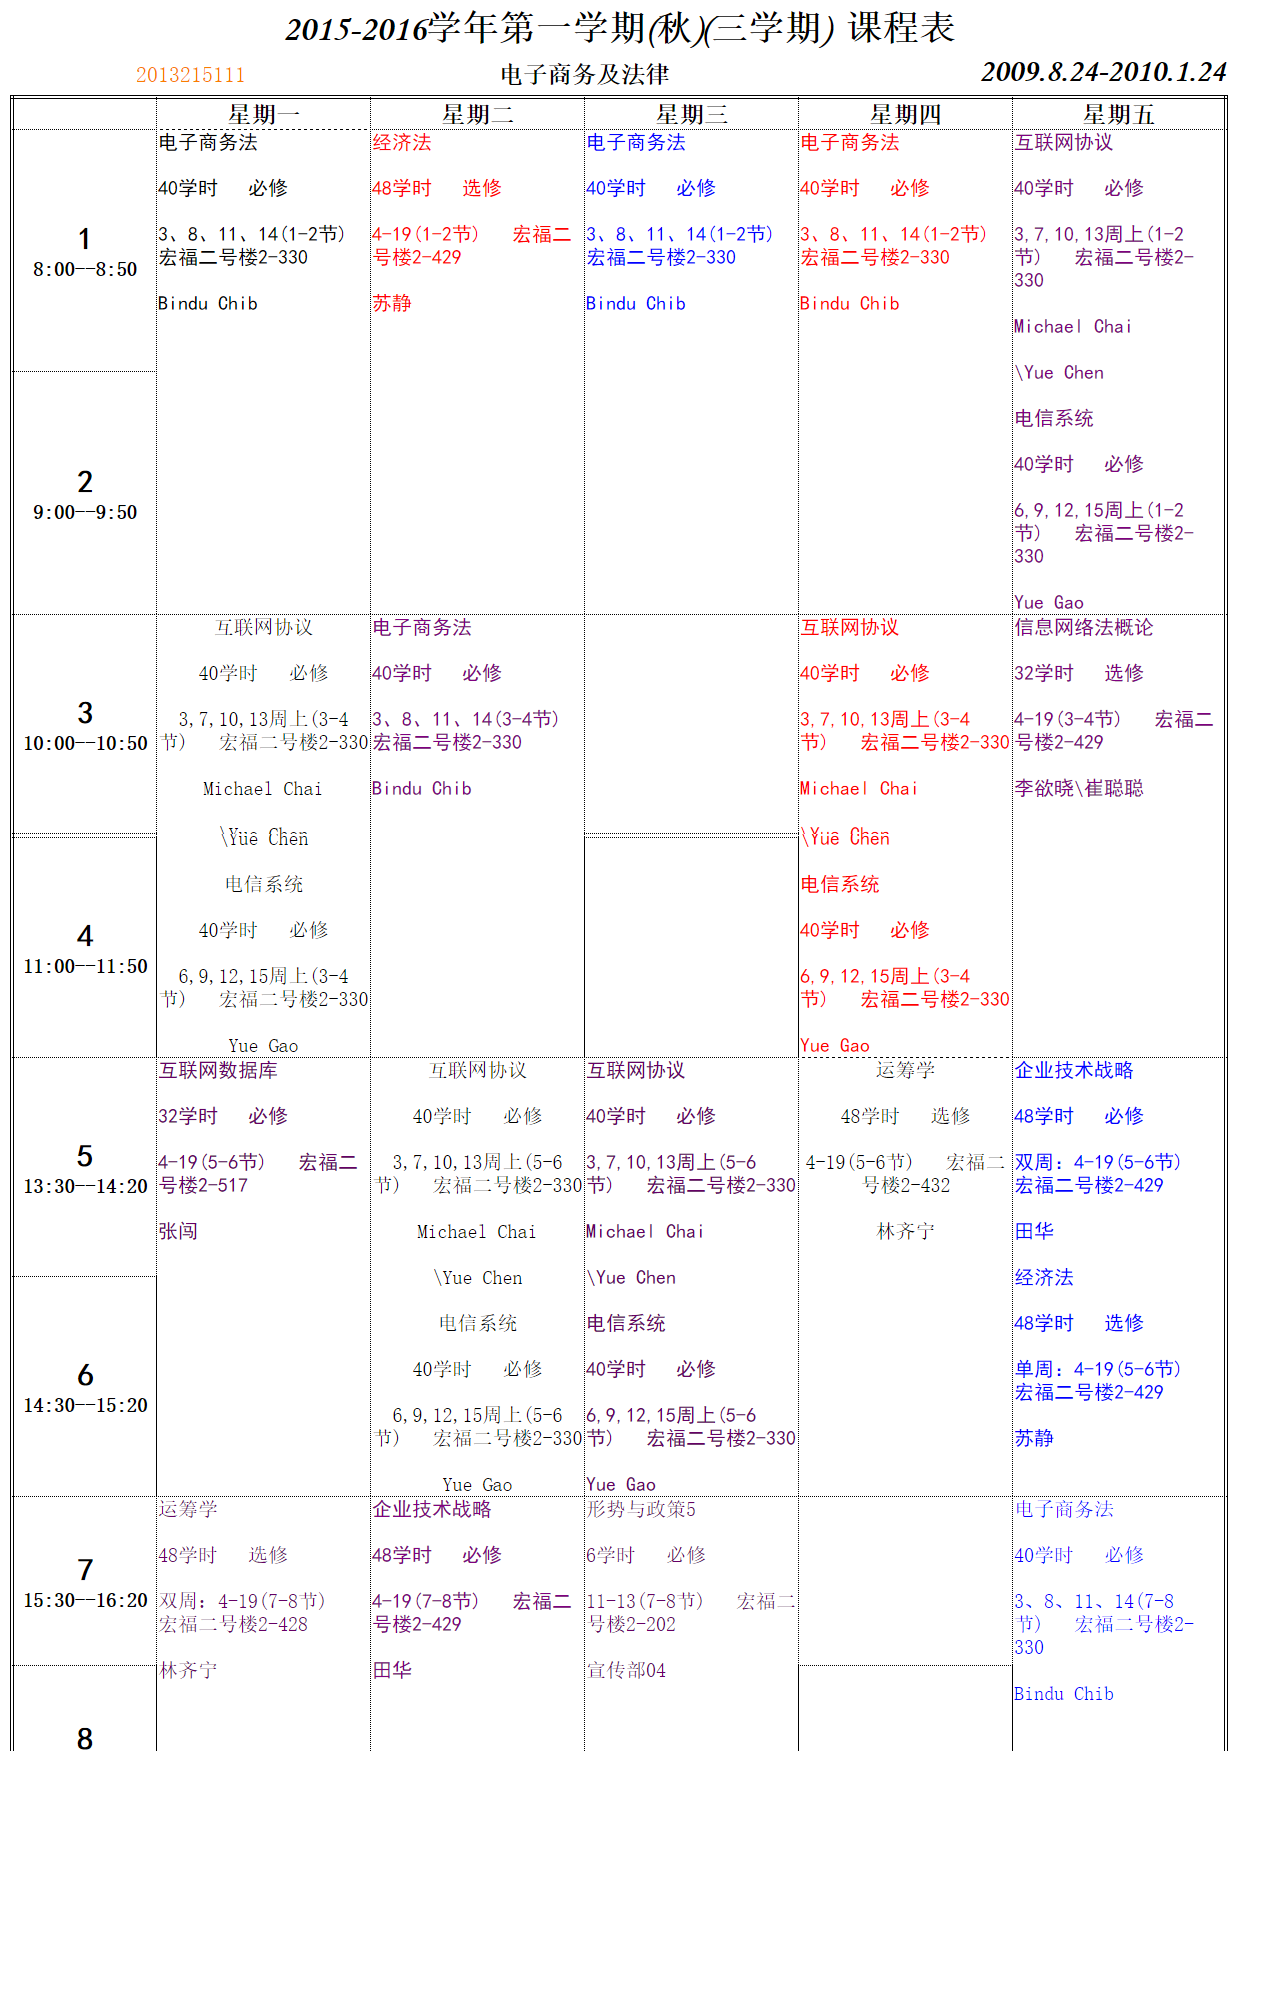 2015-2016学年第一学期(秋)(三学期) 课程表
2013215111 电子商务及法律 2009.8.24-2010.1.24
星期一 星期二 星期三 星期四 星期五
1
8:00--8:50
2
9:00--9:50
电子商务法
40学时 必修
3、8、11、14(1-2节)
宏福二号楼2-330
Bindu Chib
经济法
48学时 选修
4-19(1-2节) 宏福二
号楼2-429
苏静
电子商务法
40学时 必修
3、8、11、14(1-2节)
宏福二号楼2-330
Bindu Chib
电子商务法
40学时 必修
3、8、11、14(1-2节)
宏福二号楼2-330
Bindu Chib
互联网协议
40学时 必修
3,7,10,13周上(1-2
节) 宏福二号楼2-
330
Michael Chai
\Yue Chen
电信系统
40学时 必修
6,9,12,15周上(1-2
节) 宏福二号楼2-
330
Yue Gao
3
10:00--10:50
4
11:00--11:50
互联网协议
40学时 必修
3,7,10,13周上(3-4
节) 宏福二号楼2-330
Michael Chai
\Yue Chen
电信系统
40学时 必修
6,9,12,15周上(3-4
节) 宏福二号楼2-330
Yue Gao
电子商务法
40学时 必修
3、8、11、14(3-4节)
宏福二号楼2-330
Bindu Chib
互联网协议
40学时 必修
3,7,10,13周上(3-4
节) 宏福二号楼2-330
Michael Chai
\Yue Chen
电信系统
40学时 必修
6,9,12,15周上(3-4
节) 宏福二号楼2-330
Yue Gao
信息网络法概论
32学时 选修
4-19(3-4节) 宏福二
号楼2-429
李欲晓\崔聪聪
5
13:30--14:20
6
14:30--15:20
互联网数据库
32学时 必修
4-19(5-6节) 宏福二
号楼2-517
张闯
互联网协议
40学时 必修
3,7,10,13周上(5-6
节) 宏福二号楼2-330
Michael Chai
\Yue Chen
电信系统
40学时 必修
6,9,12,15周上(5-6
节) 宏福二号楼2-330
Yue Gao
互联网协议
40学时 必修
3,7,10,13周上(5-6
节) 宏福二号楼2-330
Michael Chai
\Yue Chen
电信系统
40学时 必修
6,9,12,15周上(5-6
节) 宏福二号楼2-330
Yue Gao
运筹学
48学时 选修
4-19(5-6节) 宏福二
号楼2-432
林齐宁
企业技术战略
48学时 必修
双周：4-19(5-6节)
宏福二号楼2-429
田华
经济法
48学时 选修
单周：4-19(5-6节)
宏福二号楼2-429
苏静
7
15:30--16:20
8
运筹学
48学时 选修
双周：4-19(7-8节)
宏福二号楼2-428
林齐宁
企业技术战略
48学时 必修
4-19(7-8节) 宏福二
号楼2-429
田华
形势与政策5
6学时 必修
11-13(7-8节) 宏福二
号楼2-202
宣传部04
电子商务法
40学时 必修
3、8、11、14(7-8
节) 宏福二号楼2-
330
Bindu Chib